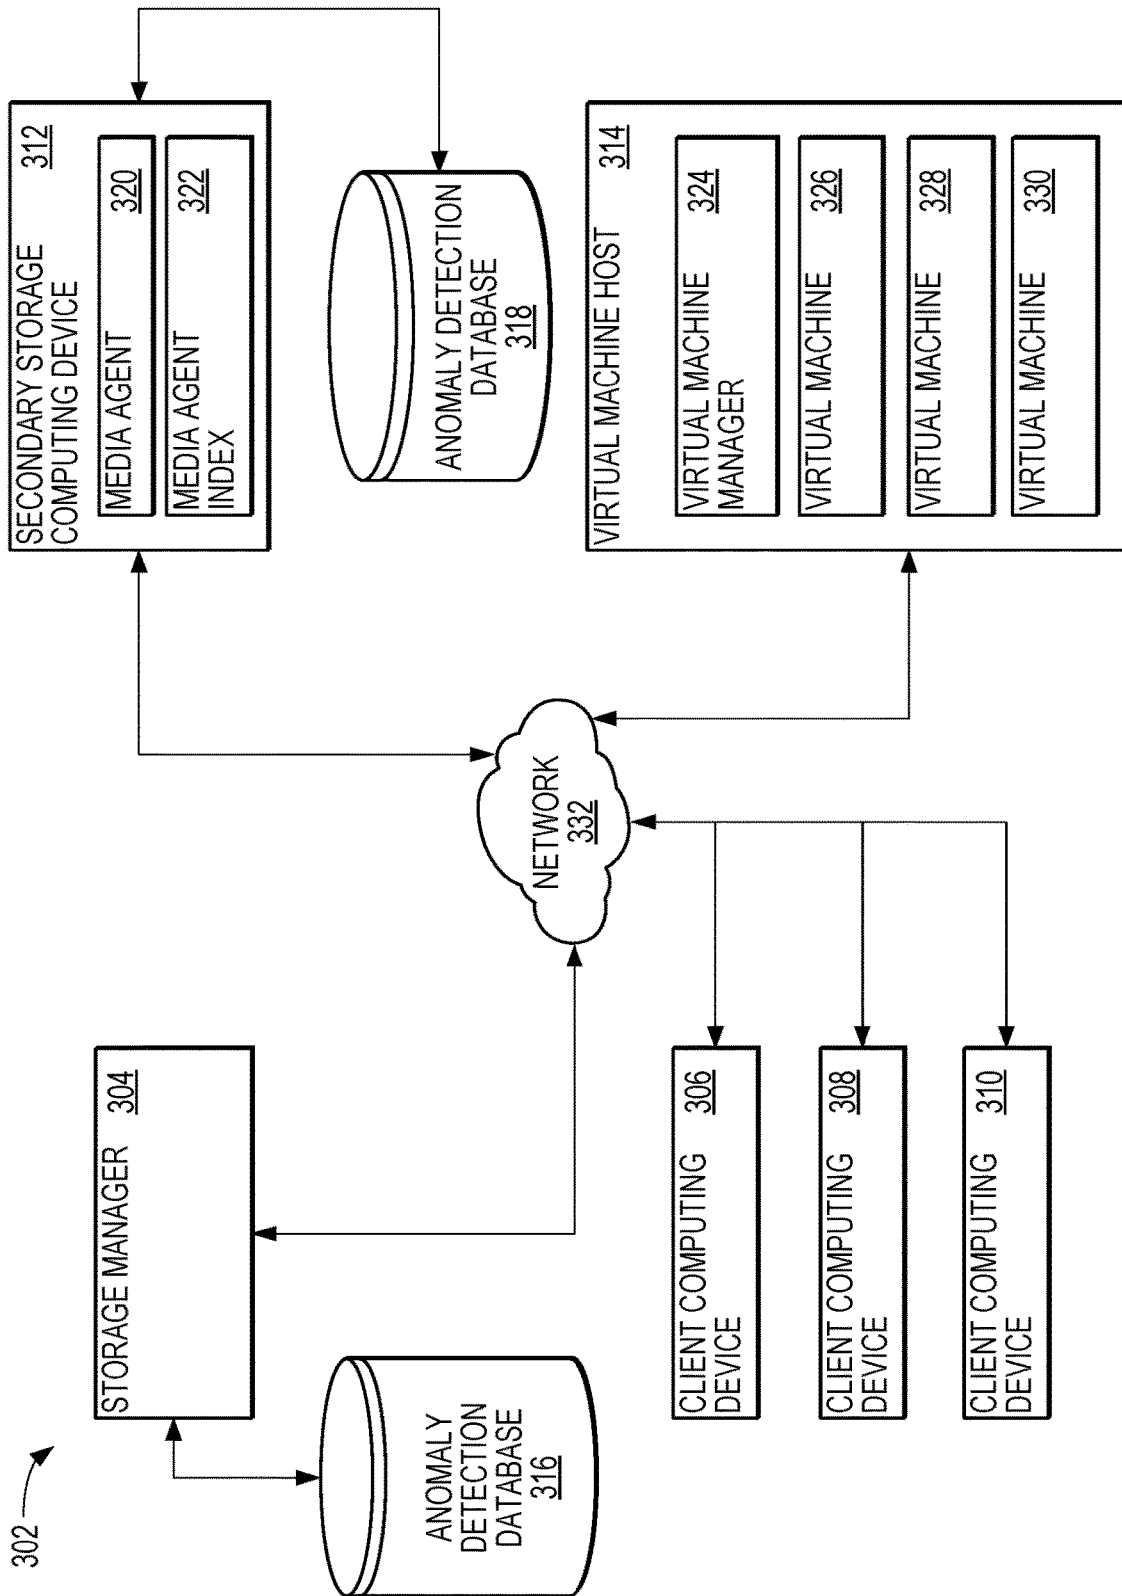 302
STORAGE MANAGER 304
ANOMALY
DETECTION
DATABASE
316
SECONDARY STORAGE 312
COMPUTING DEVICE
MEDIA AGENT 320
MEDIA AGENT 322
INDEX
ANOMALY DETECTION
DATABASE
318
NETWORK
332
CLIENT COMPUTING 306
DEVICE
CLIENT COMPUTING 308
DEVICE
CLIENT COMPUTING 310
DEVICE
VIRTUAL MACHINE HOST 314
VIRTUAL MACHINE 324
MANAGER
VIRTUAL MACHINE 326
VIRTUAL MACHINE 328
VIRTUAL MACHINE 330